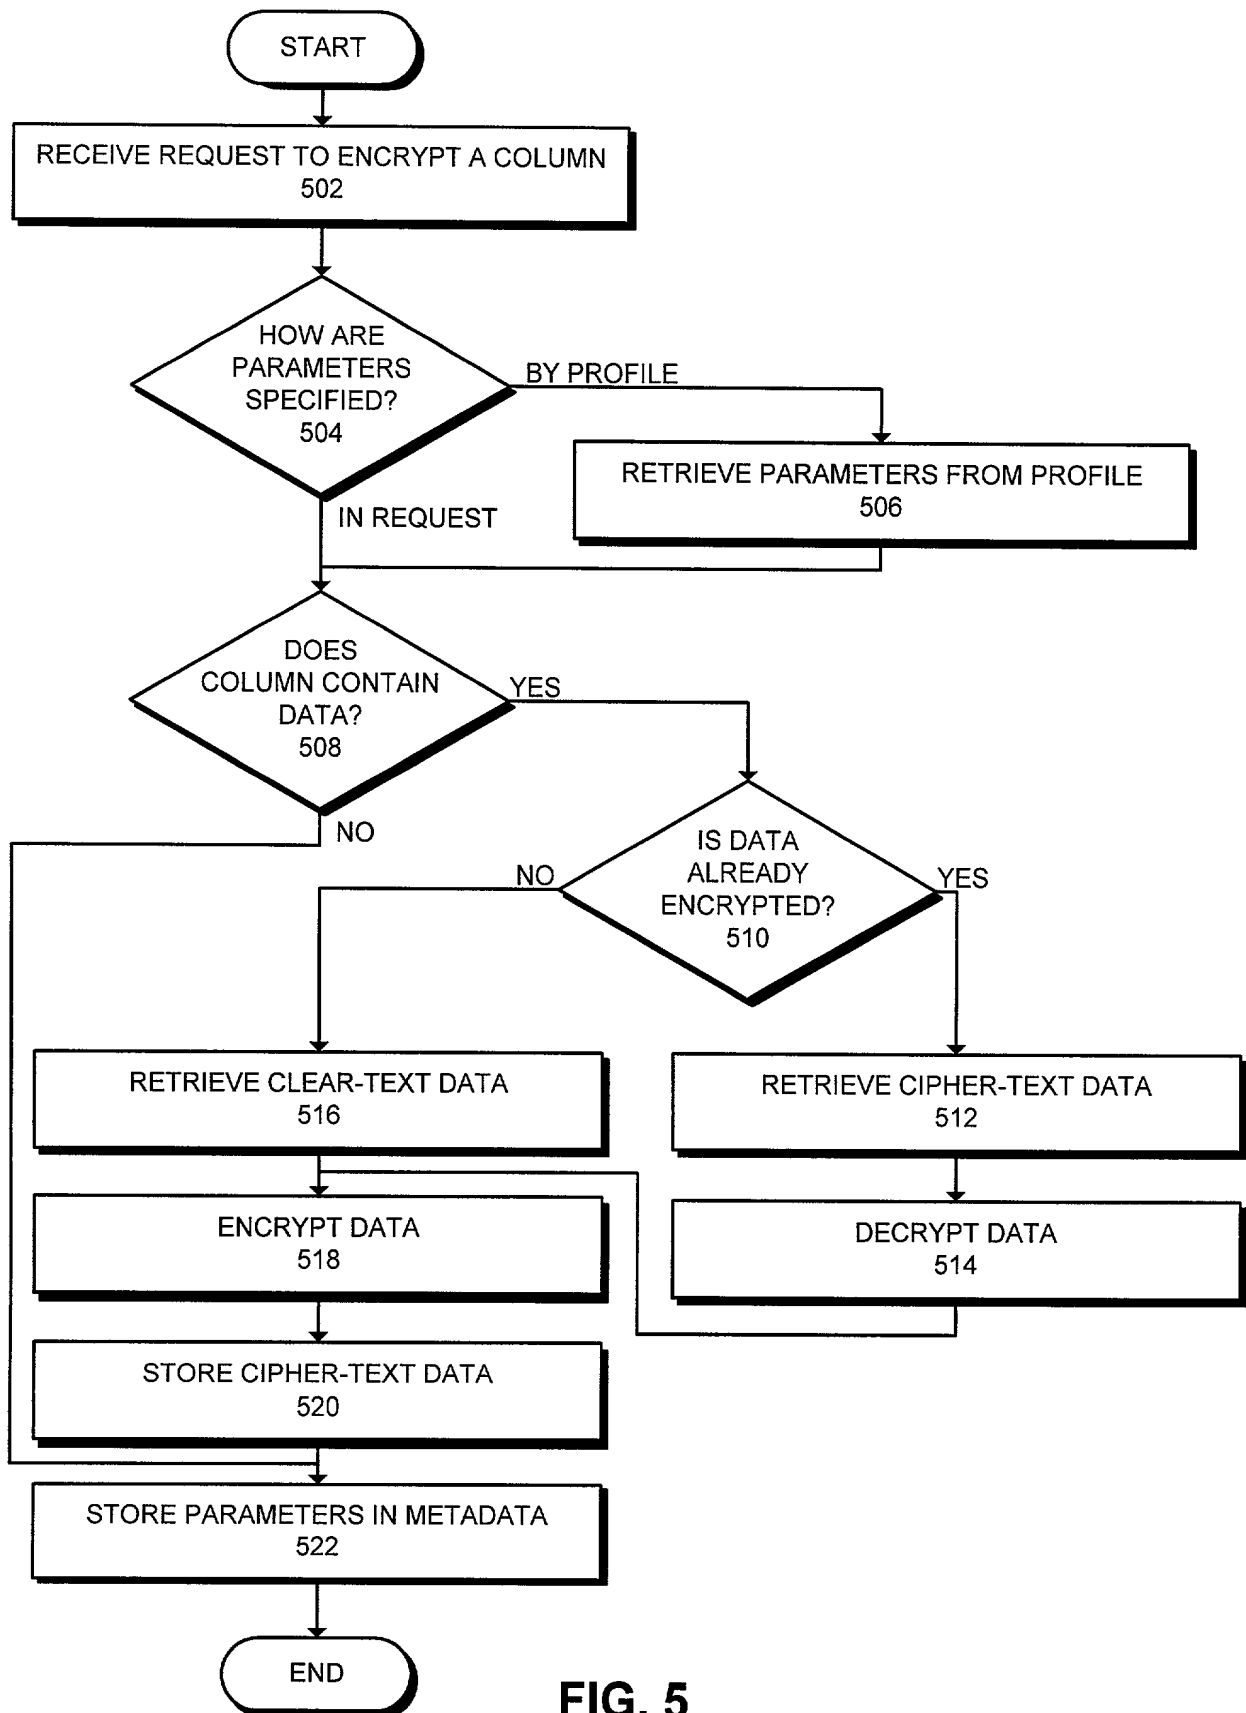 START
RECEIVE REQUEST TO ENCRYPT A COLUMN
502
HOW ARE
PARAMETERS
SPECIFIED?
504
BY PROFILE
RETRIEVE PARAMETERS FROM PROFILE
506
IN REQUEST
DOES
COLUMN CONTAIN
DATA?
508
YES
NO
IS DATA
ALREADY
ENCRYPTED?
510
NO
YES
RETRIEVE CLEAR-TEXT DATA
516
RETRIEVE CIPHER-TEXT DATA
512
ENCRYPT DATA
518
DECRYPT DATA
514
STORE CIPHER-TEXT DATA
520
STORE PARAMETERS IN METADATA
522
END
FIG. 5